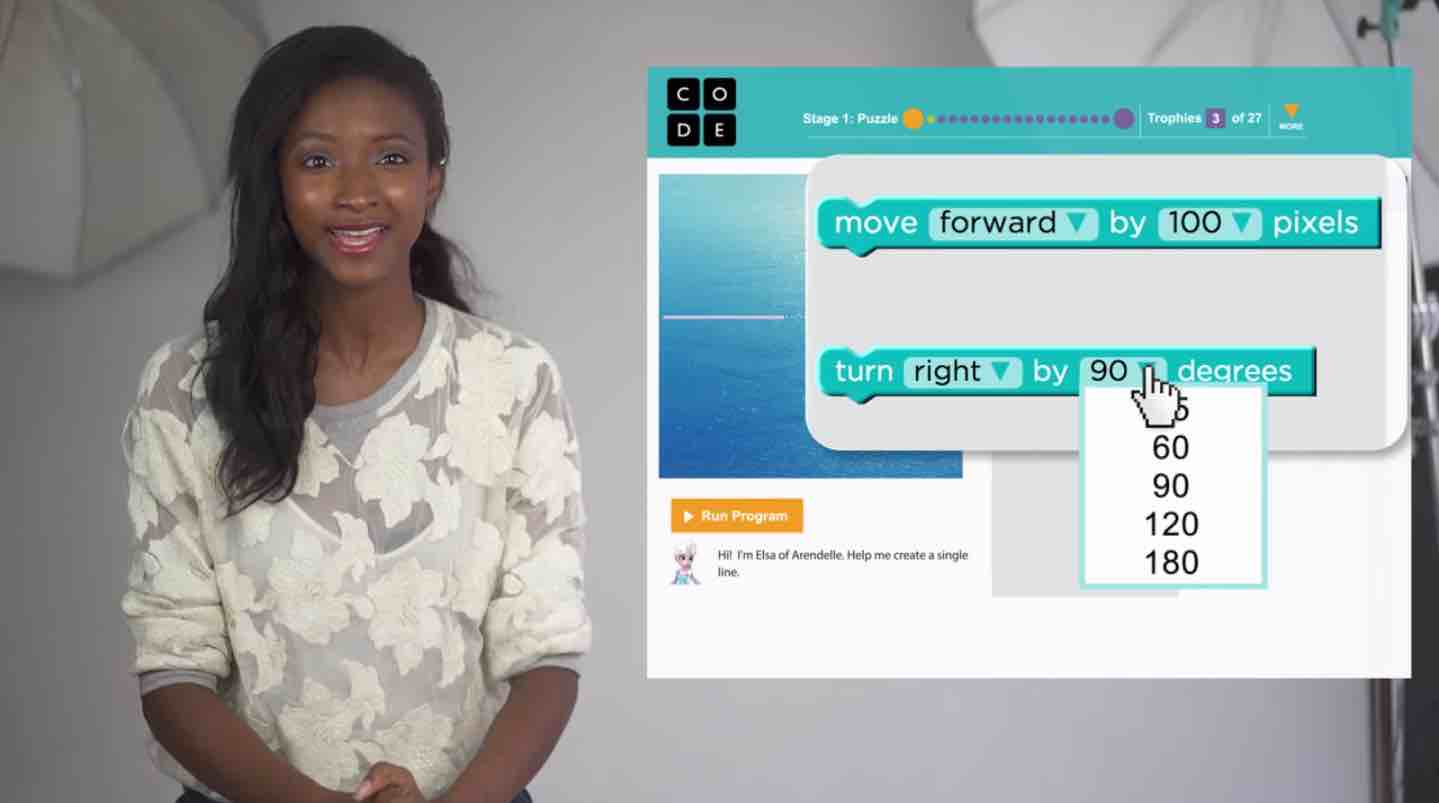 CODE
Stage 1: Puzzle
Trophies 3 of 27
MORE
move forward by 100 pixels
turn right by 90 degrees
60
90
120
180
Run Program
Hi! I'm Elsa of Arendelle. Help me create a single
line.